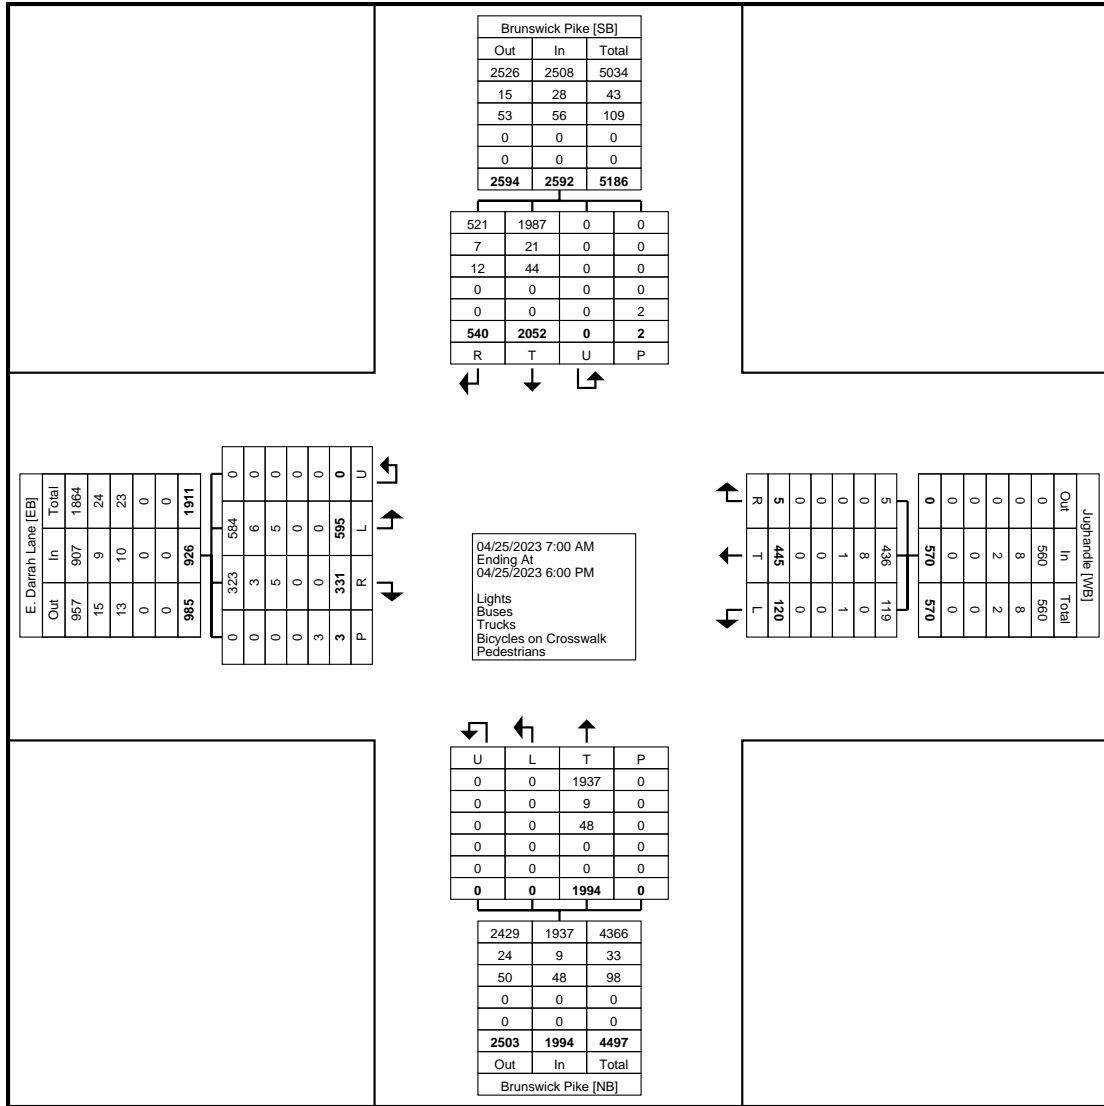 Brunswick Pike [SB]
Out In Total
2526 2508 5034
15 28 43
53 56 109
0 0 0
0 0 0
2594 2592 5186
521 1987 0 0
7 21 0 0
12 44 0 0
0 0 0 0
0 0 0 2
540 2052 0 2
R T U P
E. Darrah Lane [EB]
Total In Out
1864 907 957
24 9 15
23 10 13
0 0 0
0 0 0
1911 926 985
0 584 323 0
0 6 3 0
0 5 5 0
0 0 0 0
0 0 0 3
0 595 331 3
U L R P
04/25/2023 7:00 AM
Ending At
04/25/2023 6:00 PM
Lights
Buses
Trucks
Bicycles on Crosswalk
Pedestrians
Jughandle [WB]
Out In Total
0 560 560
0 8 8
0 2 2
0 0 0
0 0 0
0 570 570
5 436 119
0 8 0
0 1 1
0 0 0
0 0 0
5 445 120
R T L
U L T P
0 0 1937 0
0 0 9 0
0 0 48 0
0 0 0 0
0 0 0 0
0 0 1994 0
2429 1937 4366
24 9 33
50 48 98
0 0 0
0 0 0
2503 1994 4497
Out In Total
Brunswick Pike [NB]